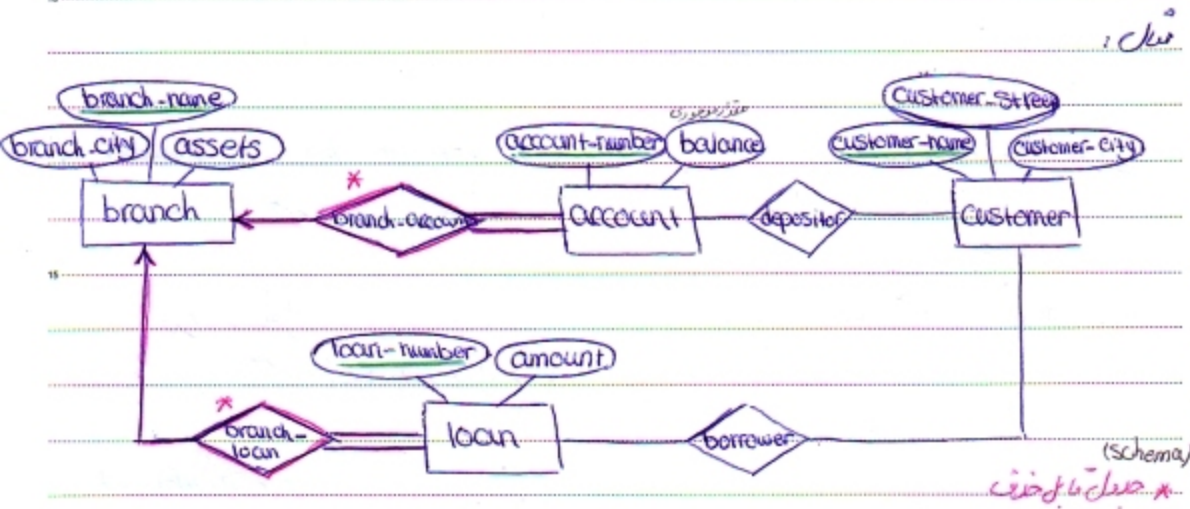 مثال :
branch-name
branch-city
assets
branch
branch-account
account-number
balance
account
depositor
customer-street
customer-name
customer-city
customer
15
loan-number
amount
branch-
loan
loan
borrower
(schema)
* جدول قابل حذف